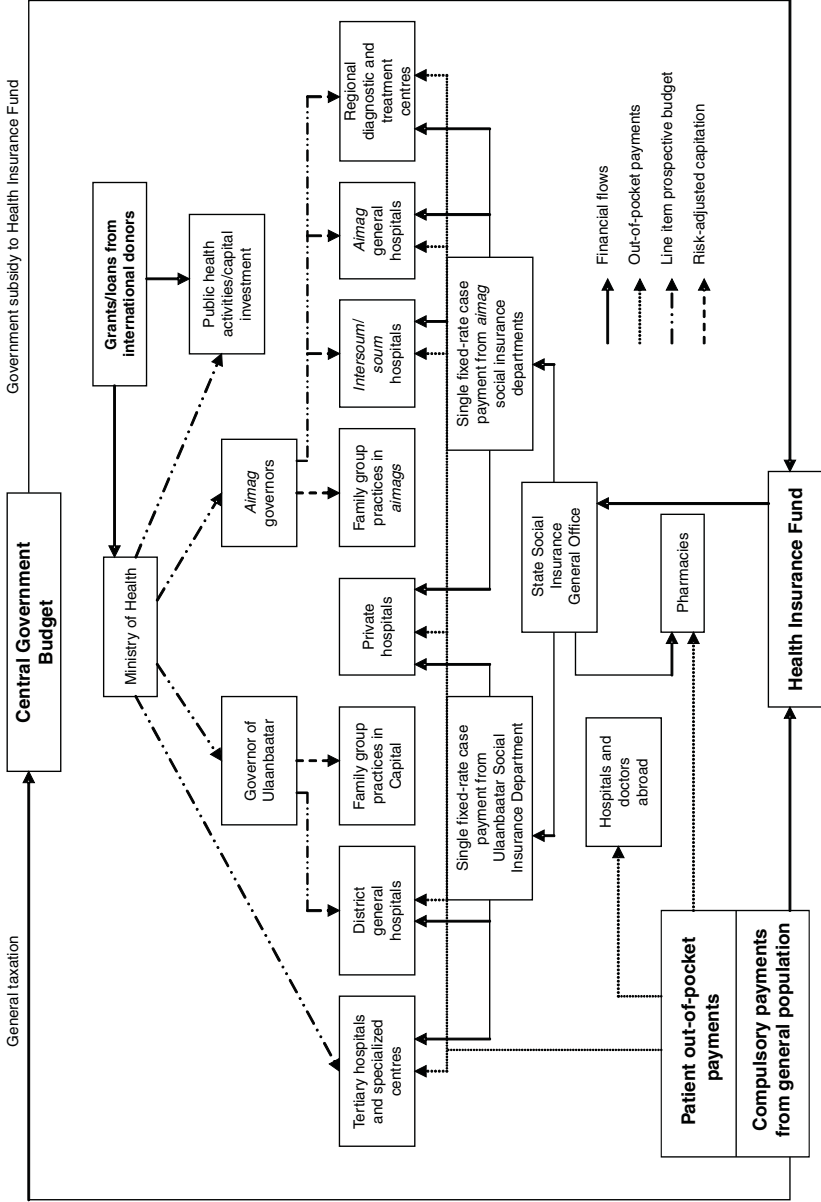 General taxation
Central Government
Budget
Government subsidy to Health Insurance Fund
Ministry of Health
Grants/loans from
international donors
Public health
activities/capital
investment
Governor of
Ulaanbaatar
Aimag
governors
Tertiary hospitals
and specialized
centres
District
general
hospitals
Family group
practices in
Capital
Private
hospitals
Family group
practices in
aimags
Intersoum/
soum
hospitals
Aimag
general
hospitals
Regional
diagnostic and
treatment
centres
Single fixed-rate case
payment from
Ulaanbaatar Social
Insurance Department
Single fixed-rate case
payment from aimag
social insurance
departments
State Social
Insurance
General Office
Hospitals and
doctors
abroad
Pharmacies
Patient out-of-pocket
payments
Compulsory payments
from general population
Health Insurance Fund
Financial flows
Out-of-pocket payments
Line item prospective budget
Risk-adjusted capitation